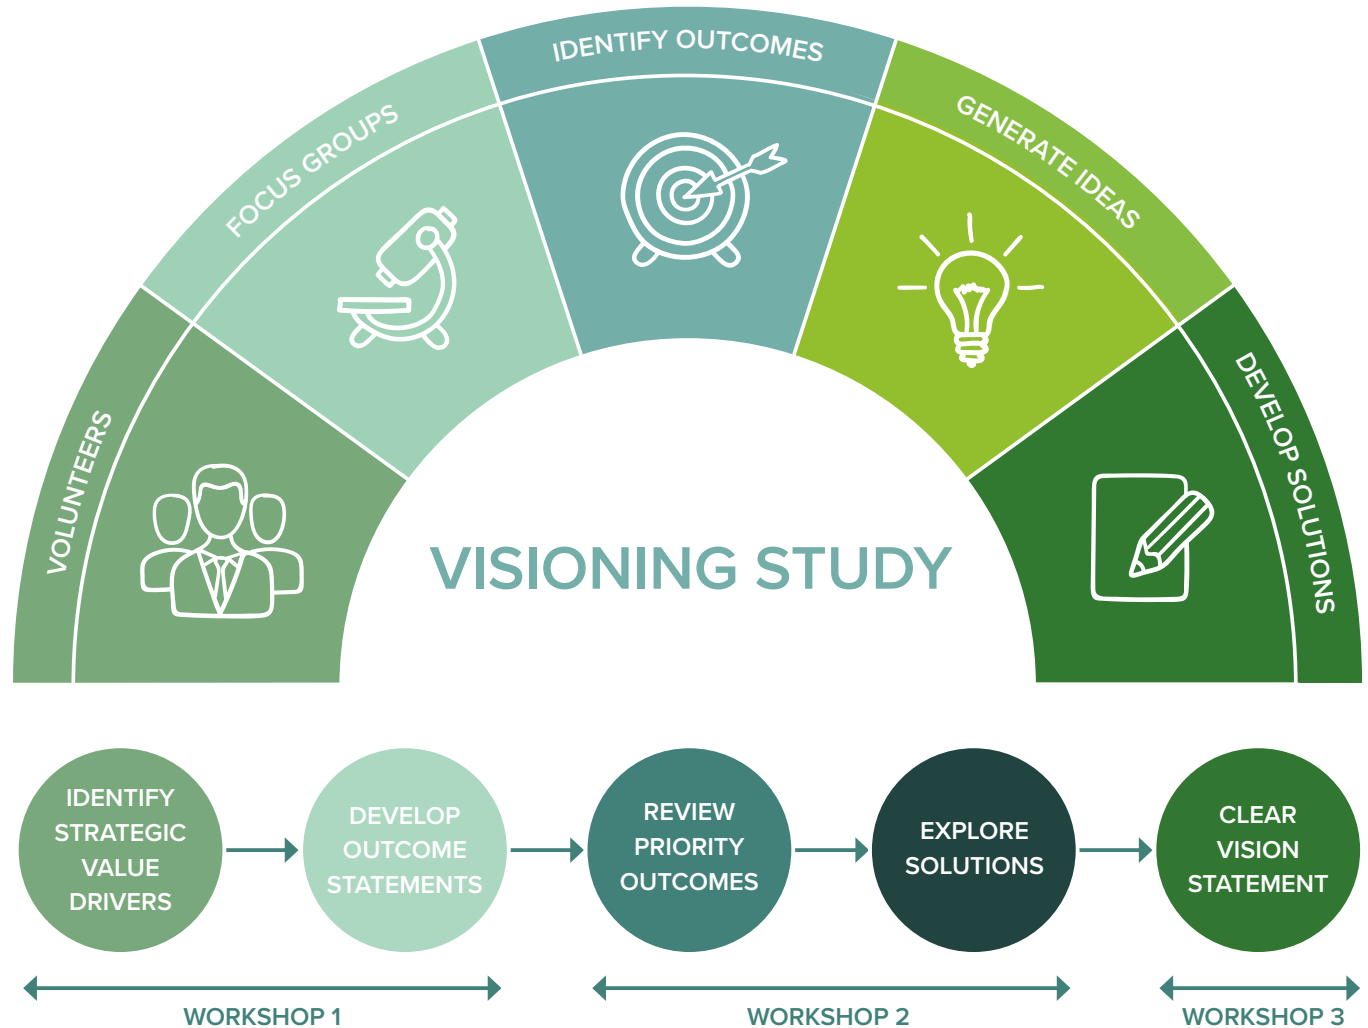 VOLUNTEERS
FOCUS GROUPS
IDENTIFY OUTCOMES
GENERATE IDEAS
DEVELOP SOLUTIONS
VISIONING STUDY
IDENTIFY
STRATEGIC
VALUE
DRIVERS
DEVELOP
OUTCOME
STATEMENTS
REVIEW
PRIORITY
OUTCOMES
EXPLORE
SOLUTIONS
CLEAR
VISION
STATEMENT
WORKSHOP 1
WORKSHOP 2
WORKSHOP 3